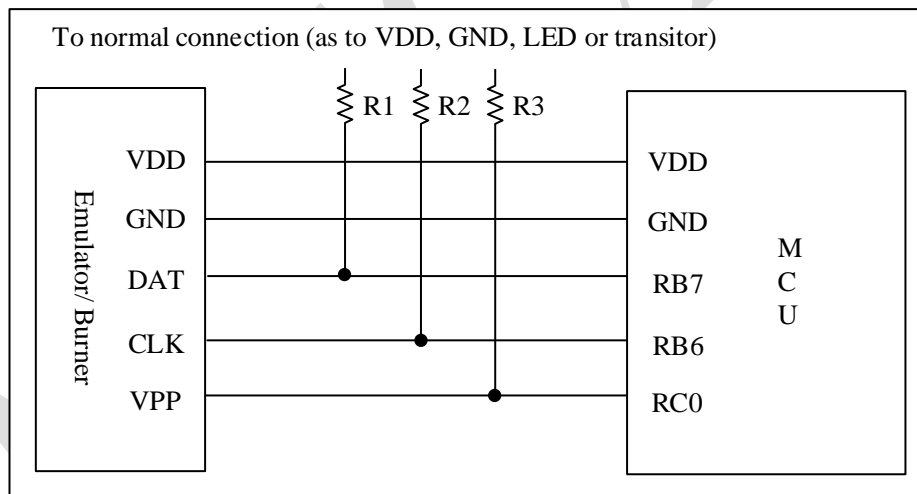 To normal connection (as to VDD, GND, LED or transitor)
R1 R2 R3
VDD VDD
GND GND
DAT RB7
CLK RB6
VPP RC0
Emulator/ Burner
M
C
U